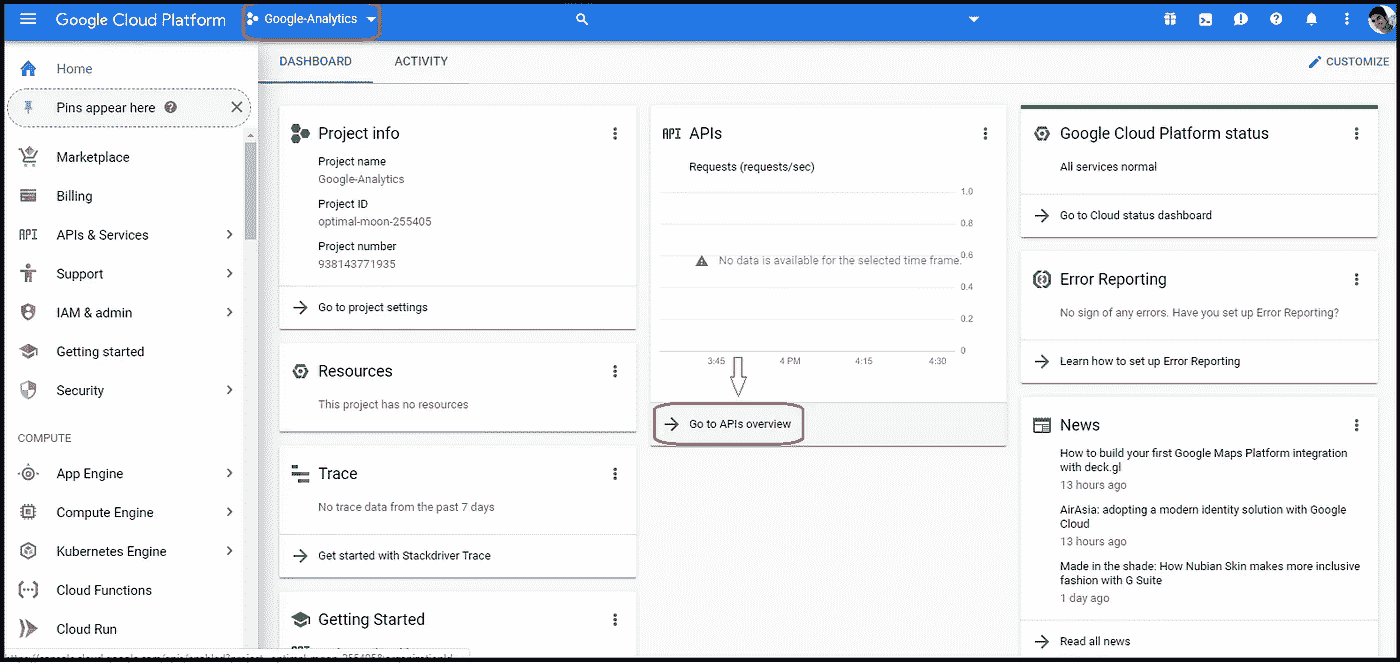 Google Cloud Platform
Google-Analytics
Home
Pins appear here
Marketplace
Billing
API APIs & Services
Support
IAM & admin
Getting started
Security
COMPUTE
App Engine
Compute Engine
Kubernetes Engine
Cloud Functions
Cloud Run
DASHBOARD
ACTIVITY
CUSTOMIZE
Project info
Project name
Google-Analytics
Project ID
optimal-moon-255405
Project number
938143771935
Go to project settings
Resources
This project has no resources
Trace
No trace data from the past 7 days
Get started with Stackdriver Trace
Getting Started
API APIs
Requests (requests/sec)
1.0
0.8
No data is available for the selected time frame.
0.6
0.4
0.2
0
3:45
4 PM
4:15
4:30
Go to APIs overview
Google Cloud Platform status
All services normal
Go to Cloud status dashboard
Error Reporting
No sign of any errors. Have you set up Error Reporting?
Learn how to set up Error Reporting
News
How to build your first Google Maps Platform integration
with deck.gl
13 hours ago
AirAsia: adopting a modern identity solution with Google
Cloud
13 hours ago
Made in the shade: How Nubian Skin makes more inclusive
fashion with G Suite
1 day ago
Read all news